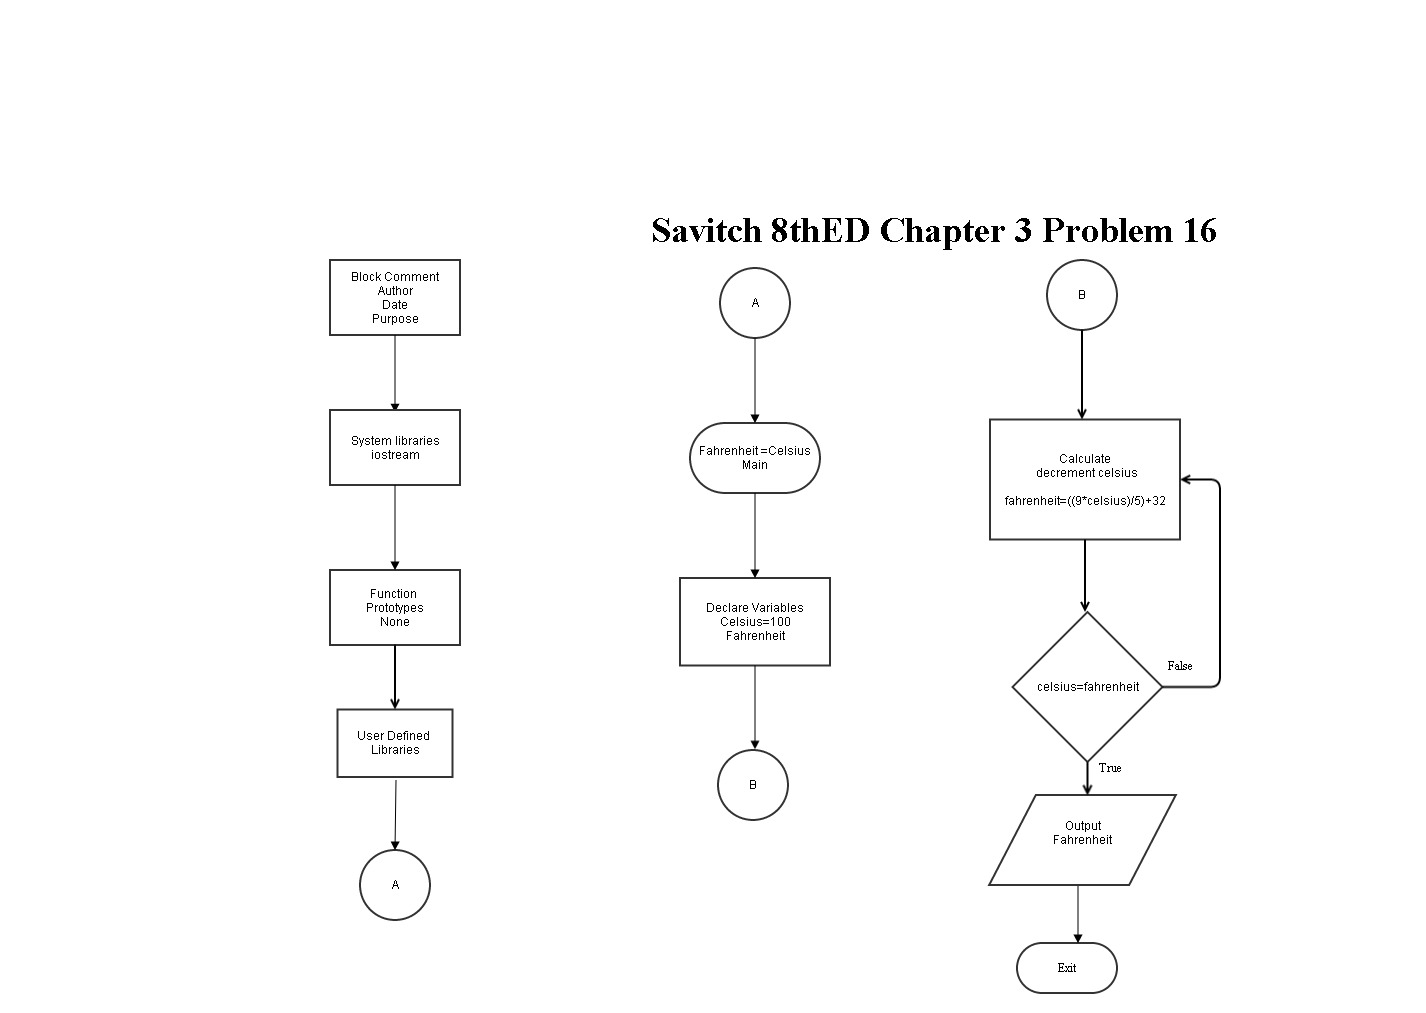 Savitch 8thED Chapter 3 Problem 16
Block Comment
Author
Date
Purpose
System libraries
iostream
Function
Prototypes
None
User Defined
Libraries
A
A
Fahrenheit =Celsius
Main
Declare Variables
Celsius=100
Fahrenheit
B
B
Calculate
decrement celsius
fahrenheit=((9*celsius)/5)+32
celsius=fahrenheit
False
True
Output
Fahrenheit
Exit